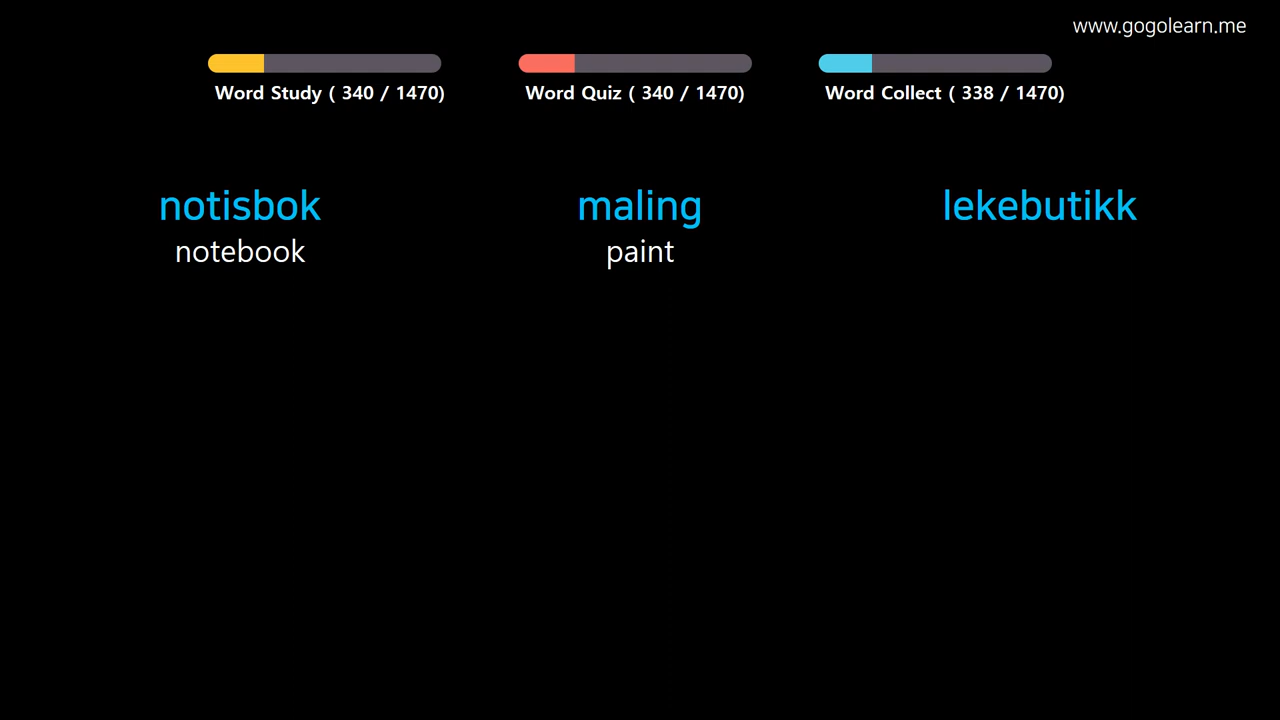 www.gogolearn.me
Word Study ( 340 / 1470)
Word Quiz ( 340 / 1470)
Word Collect ( 338 / 1470)
notisbok
notebook
maling
paint
lekebutikk